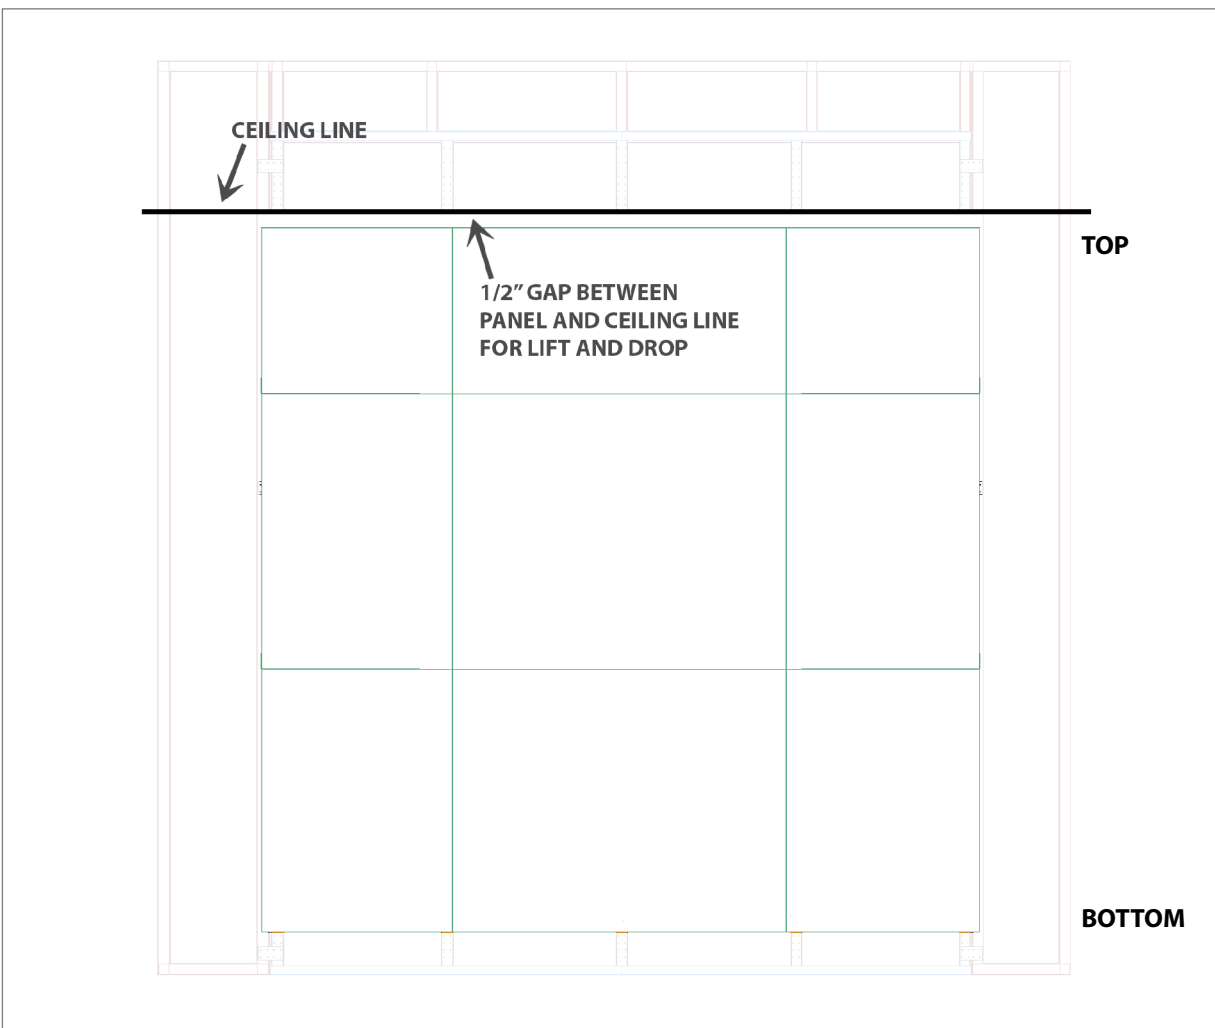 CEILING LINE
TOP
1/2” GAP BETWEEN
PANEL AND CEILING LINE
FOR LIFT AND DROP
BOTTOM